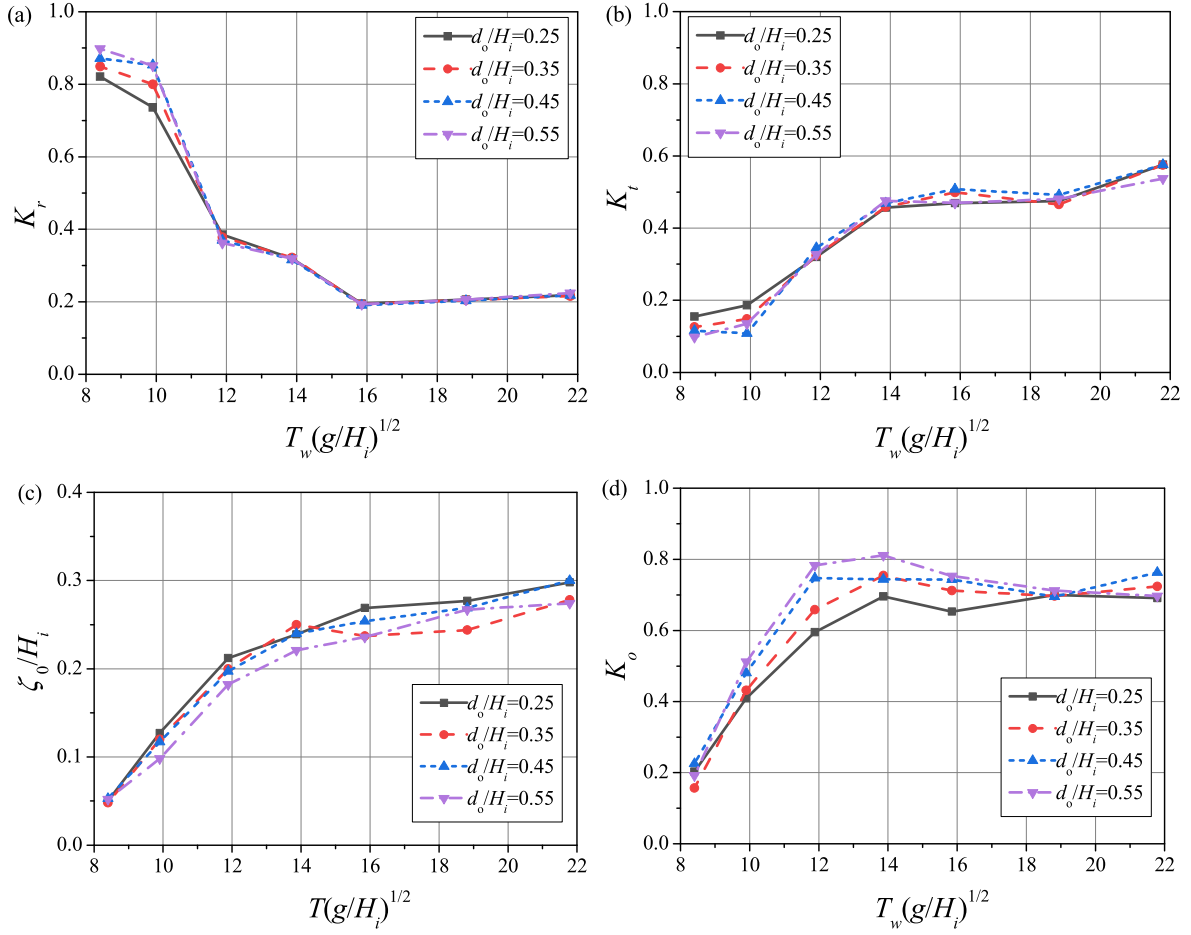 (a)
1.0
0.8
0.6
0.4
0.2
0.0
K_r
d_o/H_i=0.25
d_o/H_i=0.35
d_o/H_i=0.45
d_o/H_i=0.55
8 10 12 14 16 18 20 22
T_w(g/H_i)^1/2
(b)
1.0
0.8
0.6
0.4
0.2
0.0
K_t
d_o/H_i=0.25
d_o/H_i=0.35
d_o/H_i=0.45
d_o/H_i=0.55
8 10 12 14 16 18 20 22
T_w(g/H_i)^1/2
(c)
0.4
0.3
0.2
0.1
0.0
ζ_0/H_i
d_o/H_i=0.25
d_o/H_i=0.35
d_o/H_i=0.45
d_o/H_i=0.55
8 10 12 14 16 18 20 22
T(g/H_i)^1/2
(d)
1.0
0.8
0.6
0.4
0.2
0.0
K_o
d_o/H_i=0.25
d_o/H_i=0.35
d_o/H_i=0.45
d_o/H_i=0.55
8 10 12 14 16 18 20 22
T_w(g/H_i)^1/2